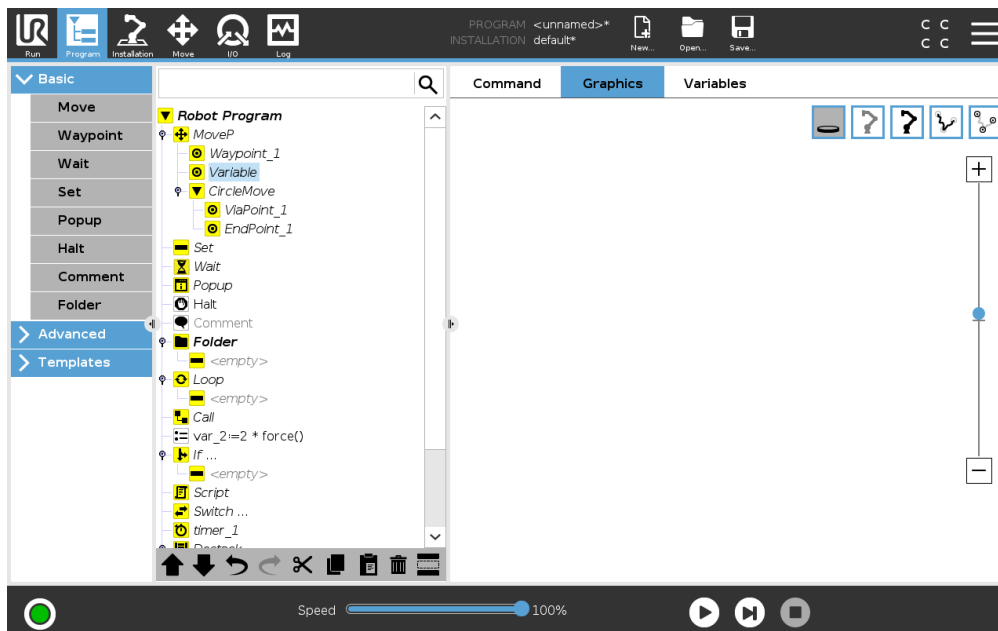 PROGRAM <unnamed>*
INSTALLATION default*
Run
Program
Installation
Move
I/O
Log
New...
Open...
Save...
C C
C C
Basic
Move
Waypoint
Wait
Set
Popup
Halt
Comment
Folder
Advanced
Templates
Robot Program
MoveP
Waypoint_1
Variable
CircleMove
ViaPoint_1
EndPoint_1
Set
Wait
Popup
Halt
Comment
Folder
<empty>
Loop
<empty>
Call
var_2:=2 * force()
If ...
<empty>
Script
Switch ...
timer_1
Command
Graphics
Variables
Speed
100%